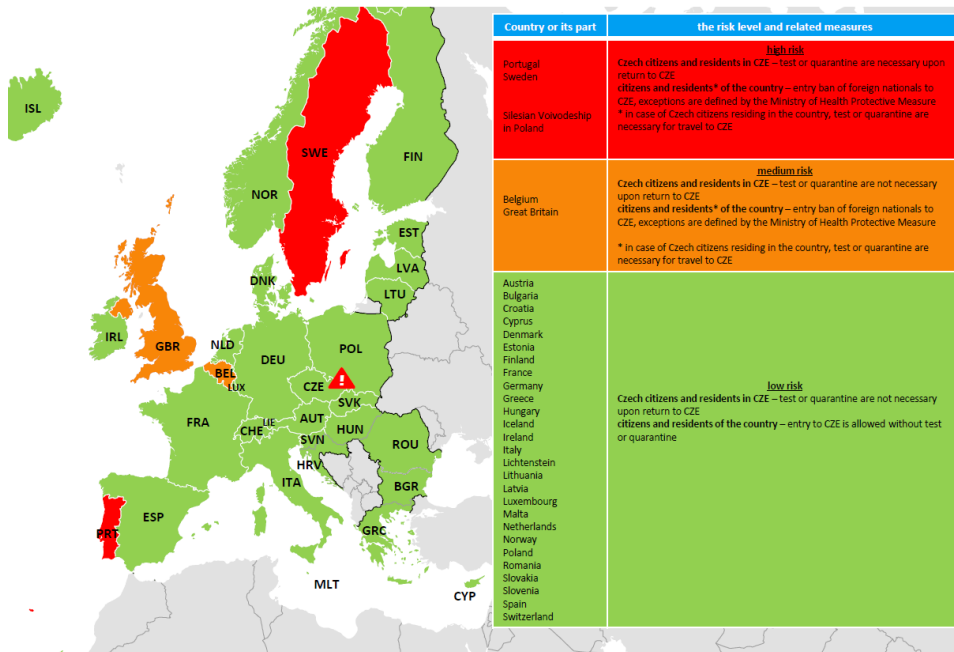 ISL
SWE
FIN
NOR
EST
LVA
DNK
LTU
IRL
GBR
NLD
DEU
POL
BEL
LUX
CZE
!
SVK
FRA
CHE
LIE
AUT
HUN
SVN
ROU
HRV
ITA
BGR
PRT
ESP
GRC
MLT
CYP
Country or its part
the risk level and related measures
Portugal
Sweden
Silesian Voivodeship
in Poland
high risk
Czech citizens and residents in CZE – test or quarantine are necessary upon
return to CZE
citizens and residents* of the country – entry ban of foreign nationals to
CZE, exceptions are defined by the Ministry of Health Protective Measure
* in case of Czech citizens residing in the country, test or quarantine are
necessary for travel to CZE
Belgium
Great Britain
medium risk
Czech citizens and residents in CZE – test or quarantine are not necessary
upon return to CZE
citizens and residents* of the country – entry ban of foreign nationals to
CZE, exceptions are defined by the Ministry of Health Protective Measure
* in case of Czech citizens residing in the country, test or quarantine are
necessary for travel to CZE
Austria
Bulgaria
Croatia
Cyprus
Denmark
Estonia
Finland
France
Germany
Greece
Hungary
Iceland
Ireland
Italy
Lichtenstein
Lithuania
Latvia
Luxembourg
Malta
Netherlands
Norway
Poland
Romania
Slovakia
Slovenia
Spain
Switzerland
low risk
Czech citizens and residents in CZE – test or quarantine are not necessary
upon return to CZE
citizens and residents of the country – entry to CZE is allowed without test
or quarantine